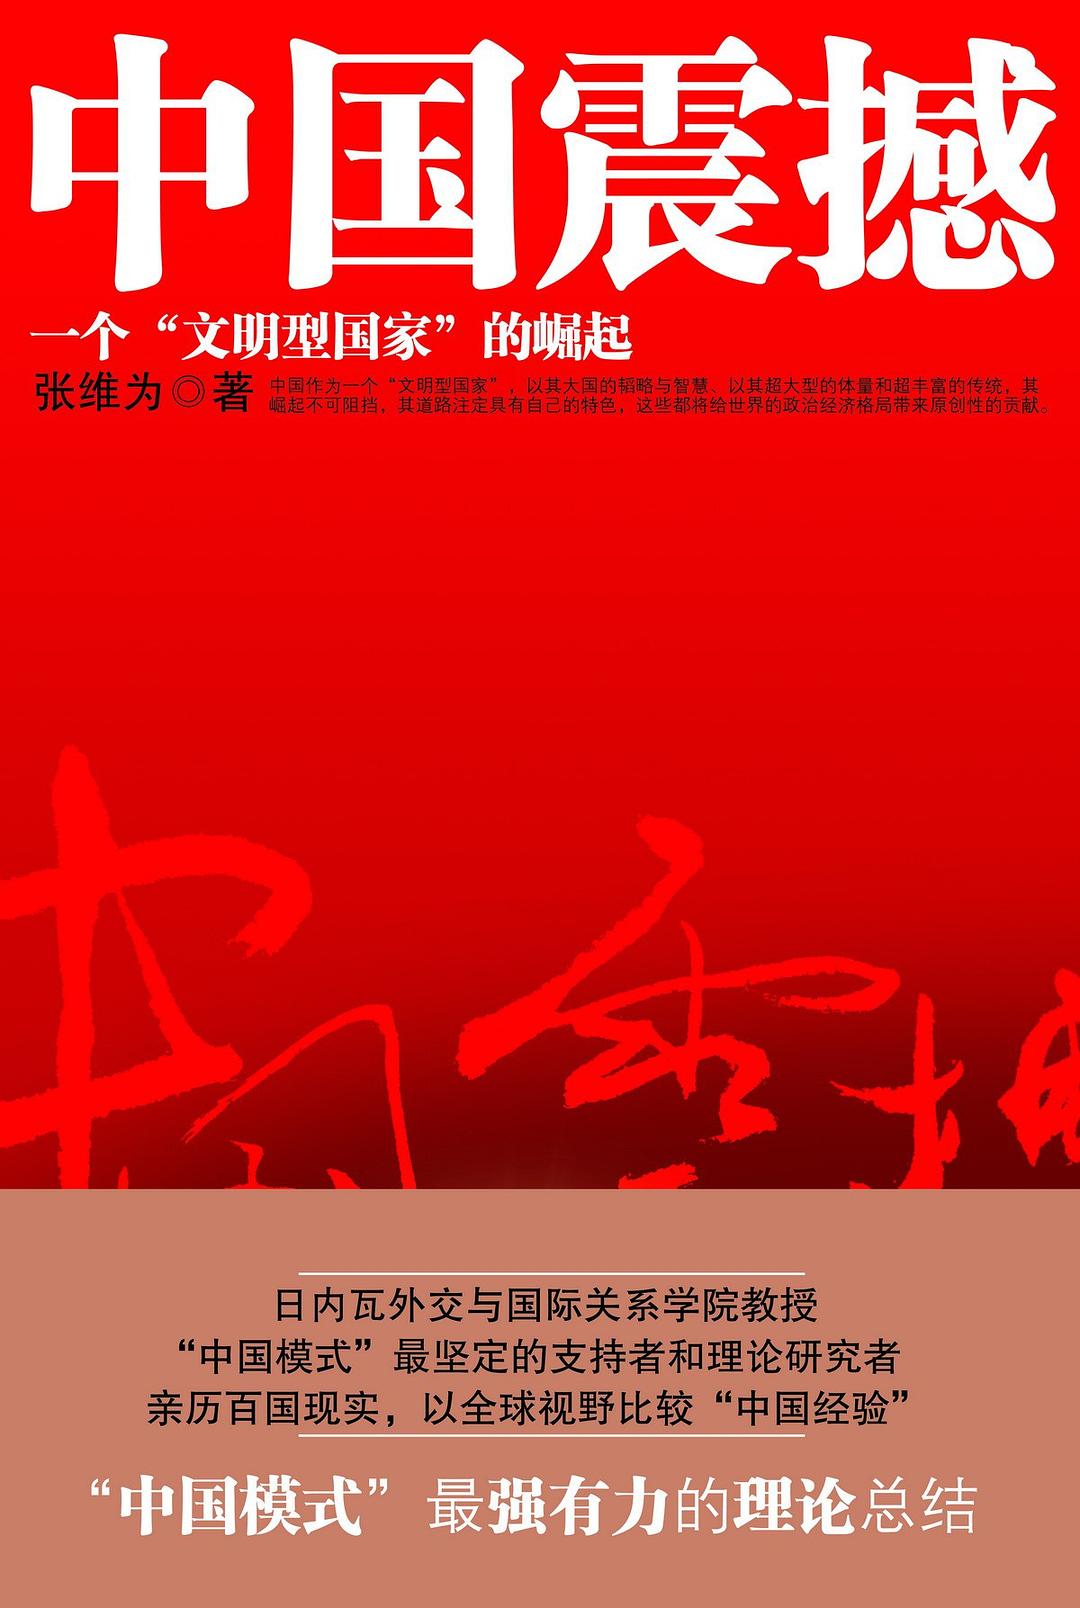 中国震撼
一个“文明型国家”的崛起
张维为◎著
中国作为一个“文明型国家”，以其大国的韬略与智慧、以其超大型的体量和超丰富的传统，其
崛起不可阻挡，其道路注定具有自己的特色，这些都将给世界的政治经济格局带来原创性的贡献。
日内瓦外交与国际关系学院教授
“中国模式”最坚定的支持者和理论研究者
亲历百国现实，以全球视野比较“中国经验”
“中国模式”最强有力的理论总结